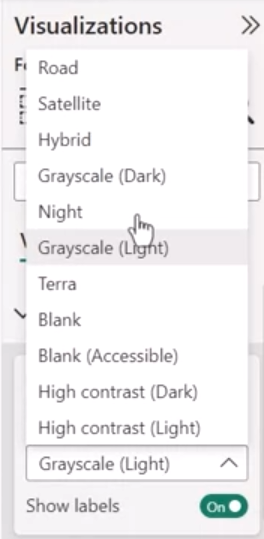 Visualizations
Road
Satellite
Hybrid
Grayscale (Dark)
Night
Grayscale (Light)
Terra
Blank
Blank (Accessible)
High contrast (Dark)
High contrast (Light)
Grayscale (Light)
Show labels
On